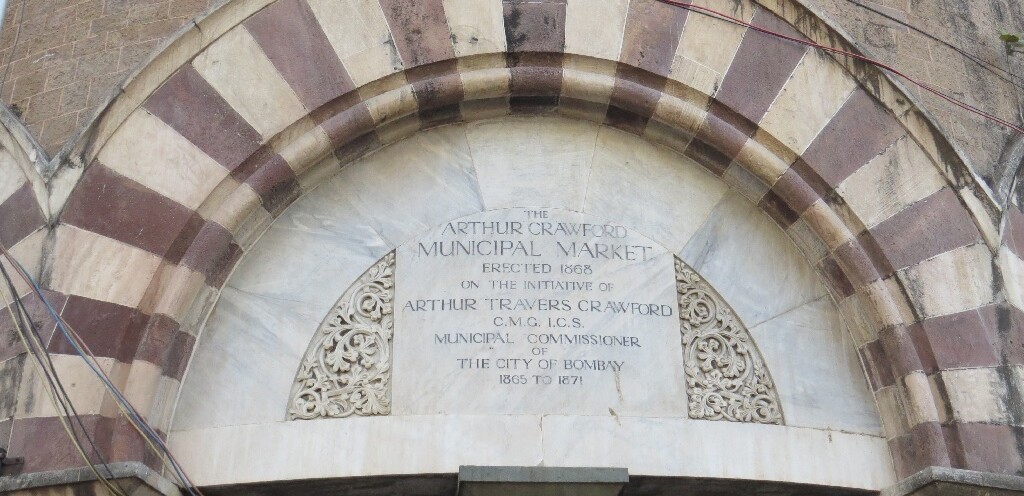 THE
ARTHUR CRAWFORD
MUNICIPAL MARKET
ERECTED 1868
ON THE INITIATIVE OF
ARTHUR TRAVERS CRAWFORD
C.M.G. I.C.S.
MUNICIPAL COMMISSIONER
OF
THE CITY OF BOMBAY
1865 TO 1871